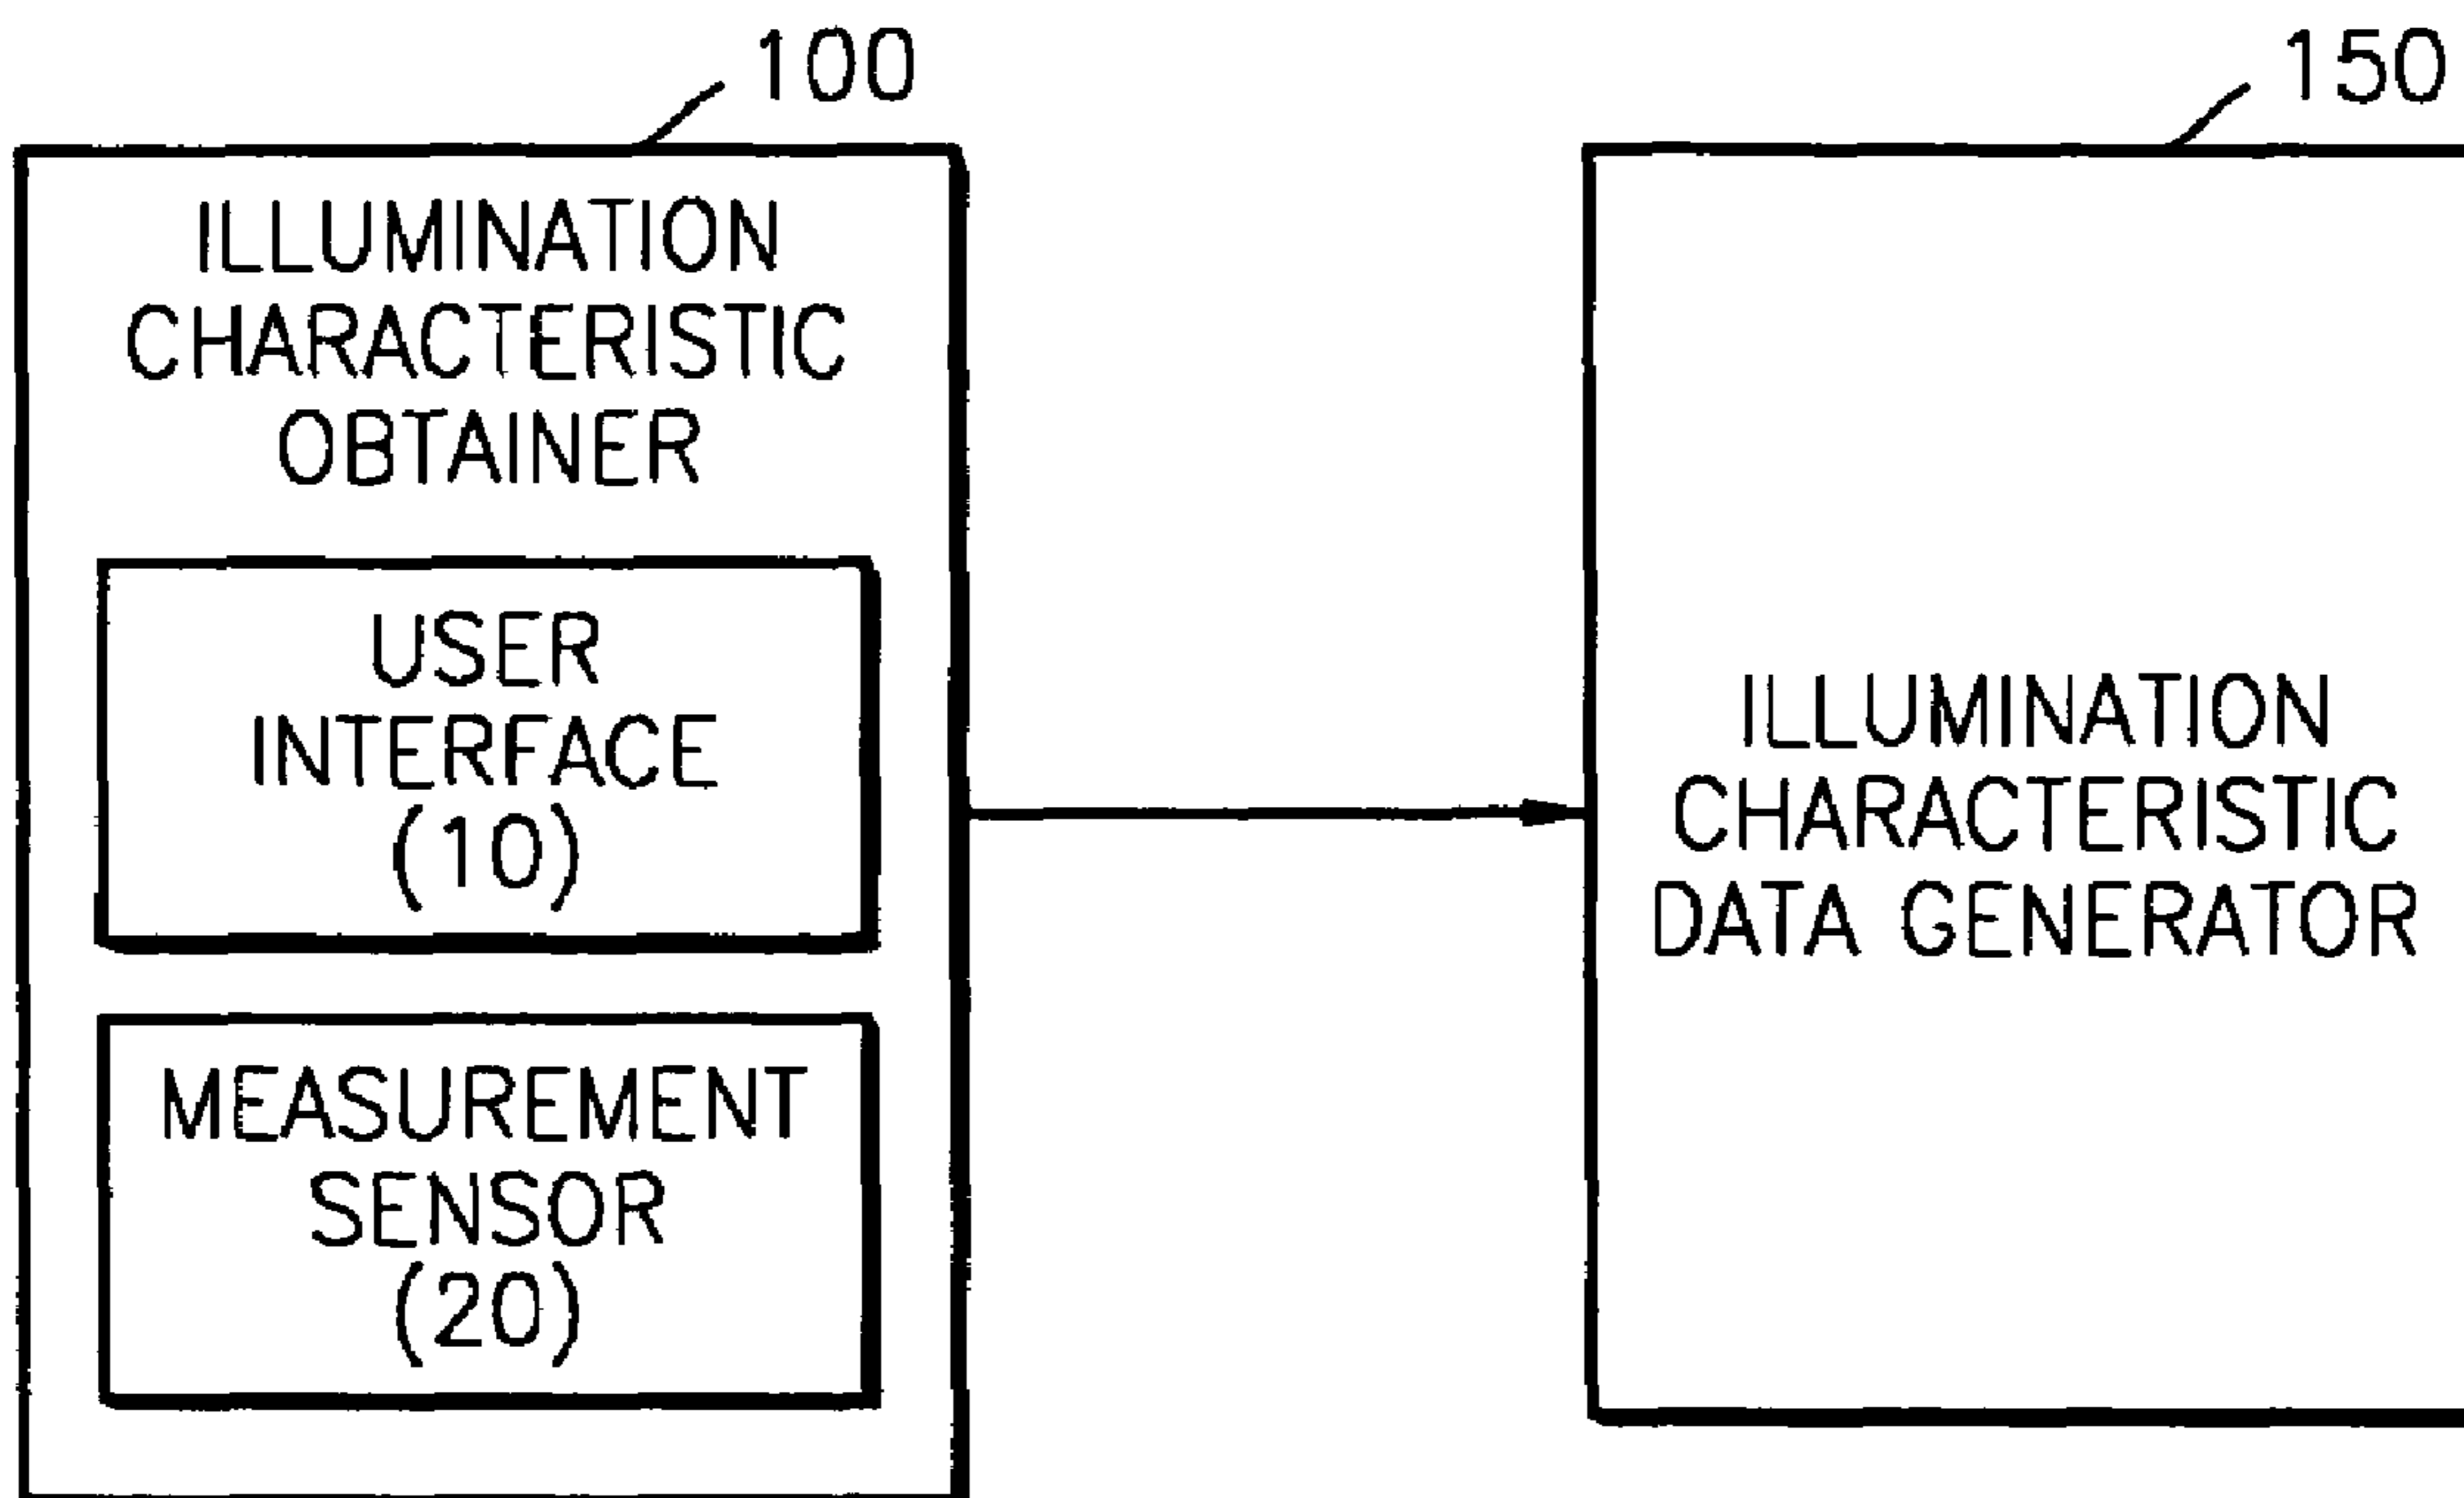 100
ILLUMINATION
CHARACTERISTIC
OBTAINER
USER
INTERFACE
(10)
MEASUREMENT
SENSOR
(20)
150
ILLUMINATION
CHARACTERISTIC
DATA GENERATOR